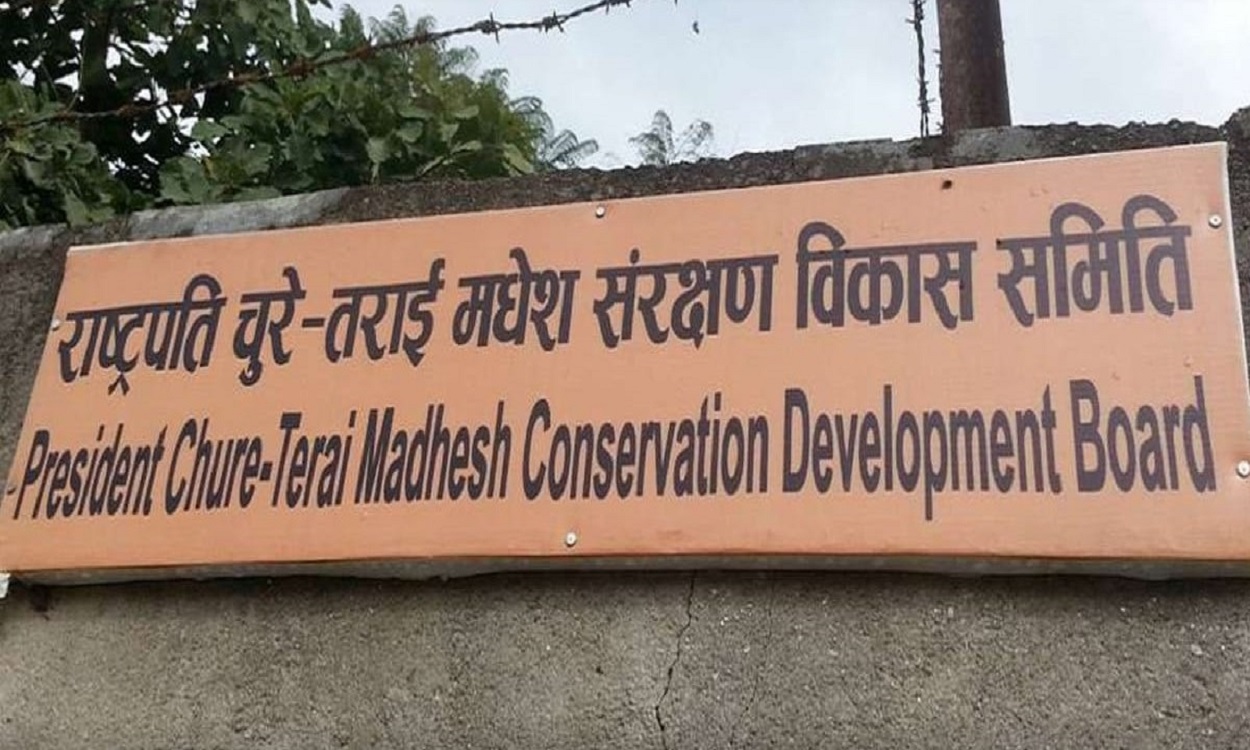 राष्ट्रपति चुरे-तराई मधेश संरक्षण विकास समिति
President Chure-Terai Madhesh Conservation Development Board